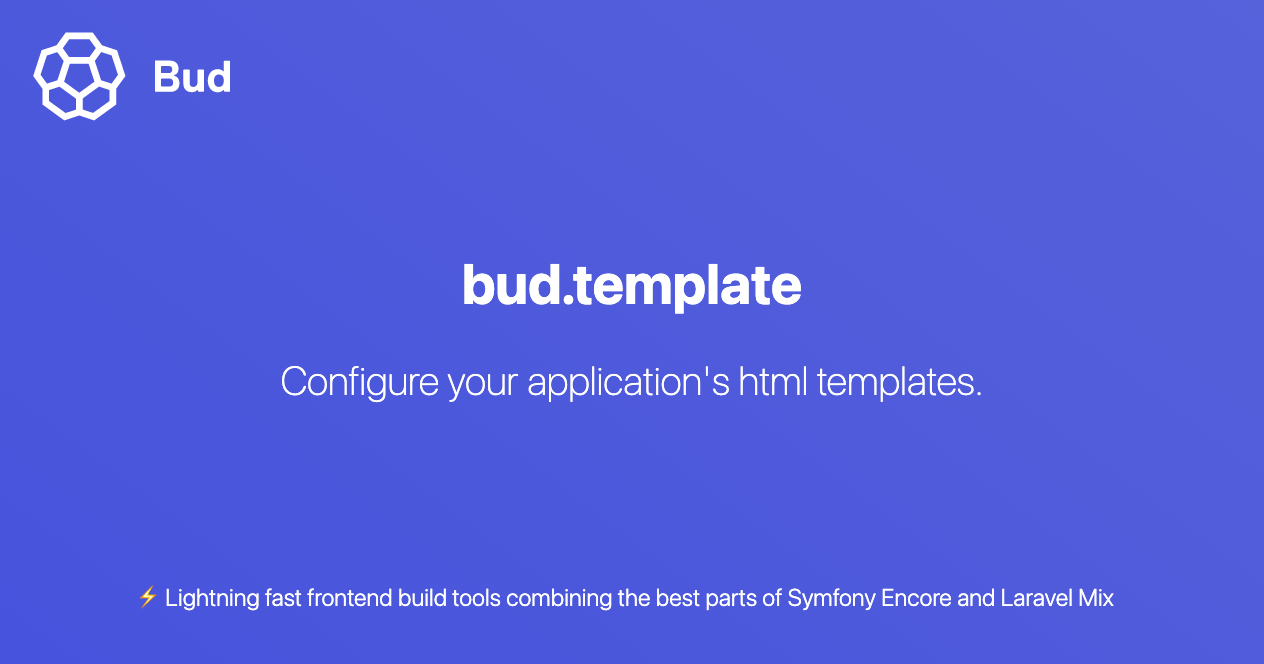 Bud
bud.template
Configure your application's html templates.
⚡ Lightning fast frontend build tools combining the best parts of Symfony Encore and Laravel Mix